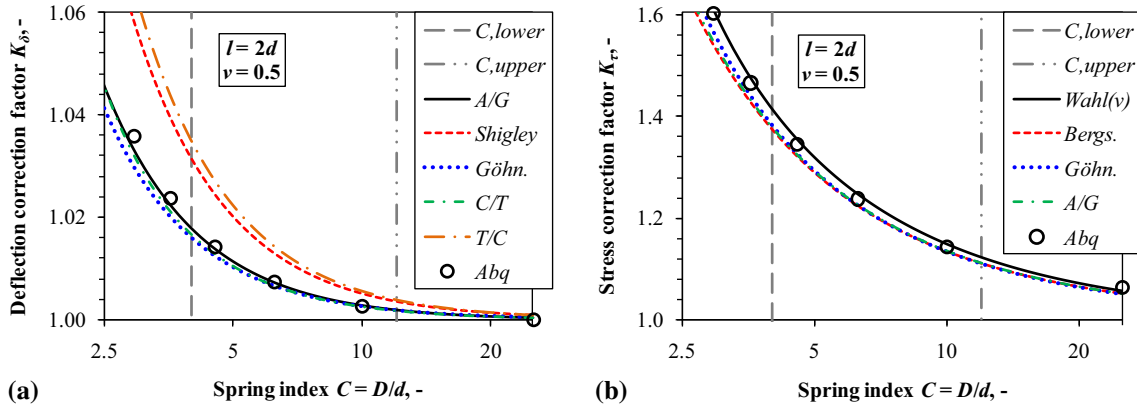 Deflection correction factor Kδ,-
1.06
1.04
1.02
1.00
2.5
5
10
20
l = 2d
ν = 0.5
C,lower
C,upper
A/G
Shigley
Göhn.
C/T
T/C
Abq
(a)
Spring index C = D/d, -
Stress correction factor Kτ, -
1.6
1.4
1.2
1.0
2.5
5
10
20
l = 2d
ν = 0.5
C,lower
C,upper
Wahl(v)
Bergs.
Göhn.
A/G
Abq
(b)
Spring index C = D/d, -